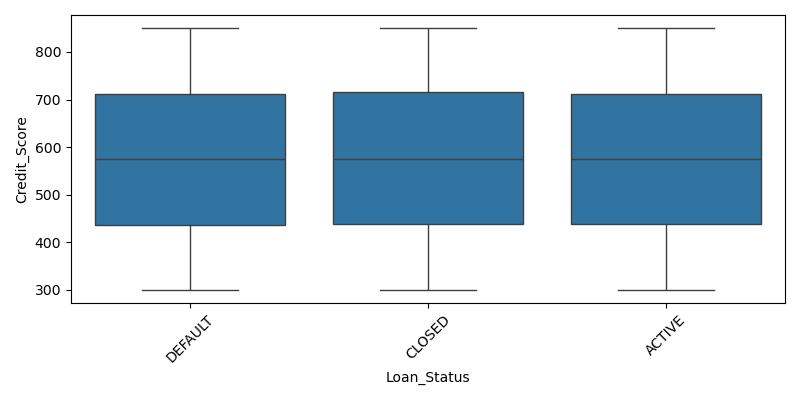 Credit_Score
800
700
600
500
400
300
DEFAULT
CLOSED
ACTIVE
Loan_Status